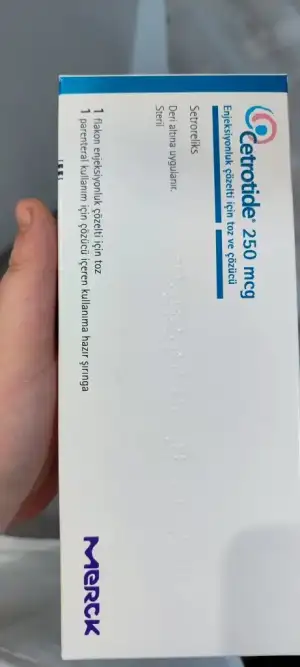 Cetrotide® 250 mcg
Enjeksiyonluk çözelti için toz ve çözücü
Setroreliks
Deri altına uygulanır.
Steril
1 flakon enjeksiyonluk çözelti için toz
1 parenteral kullanım için çözücü içeren kullanıma hazır şırınga
MERCK